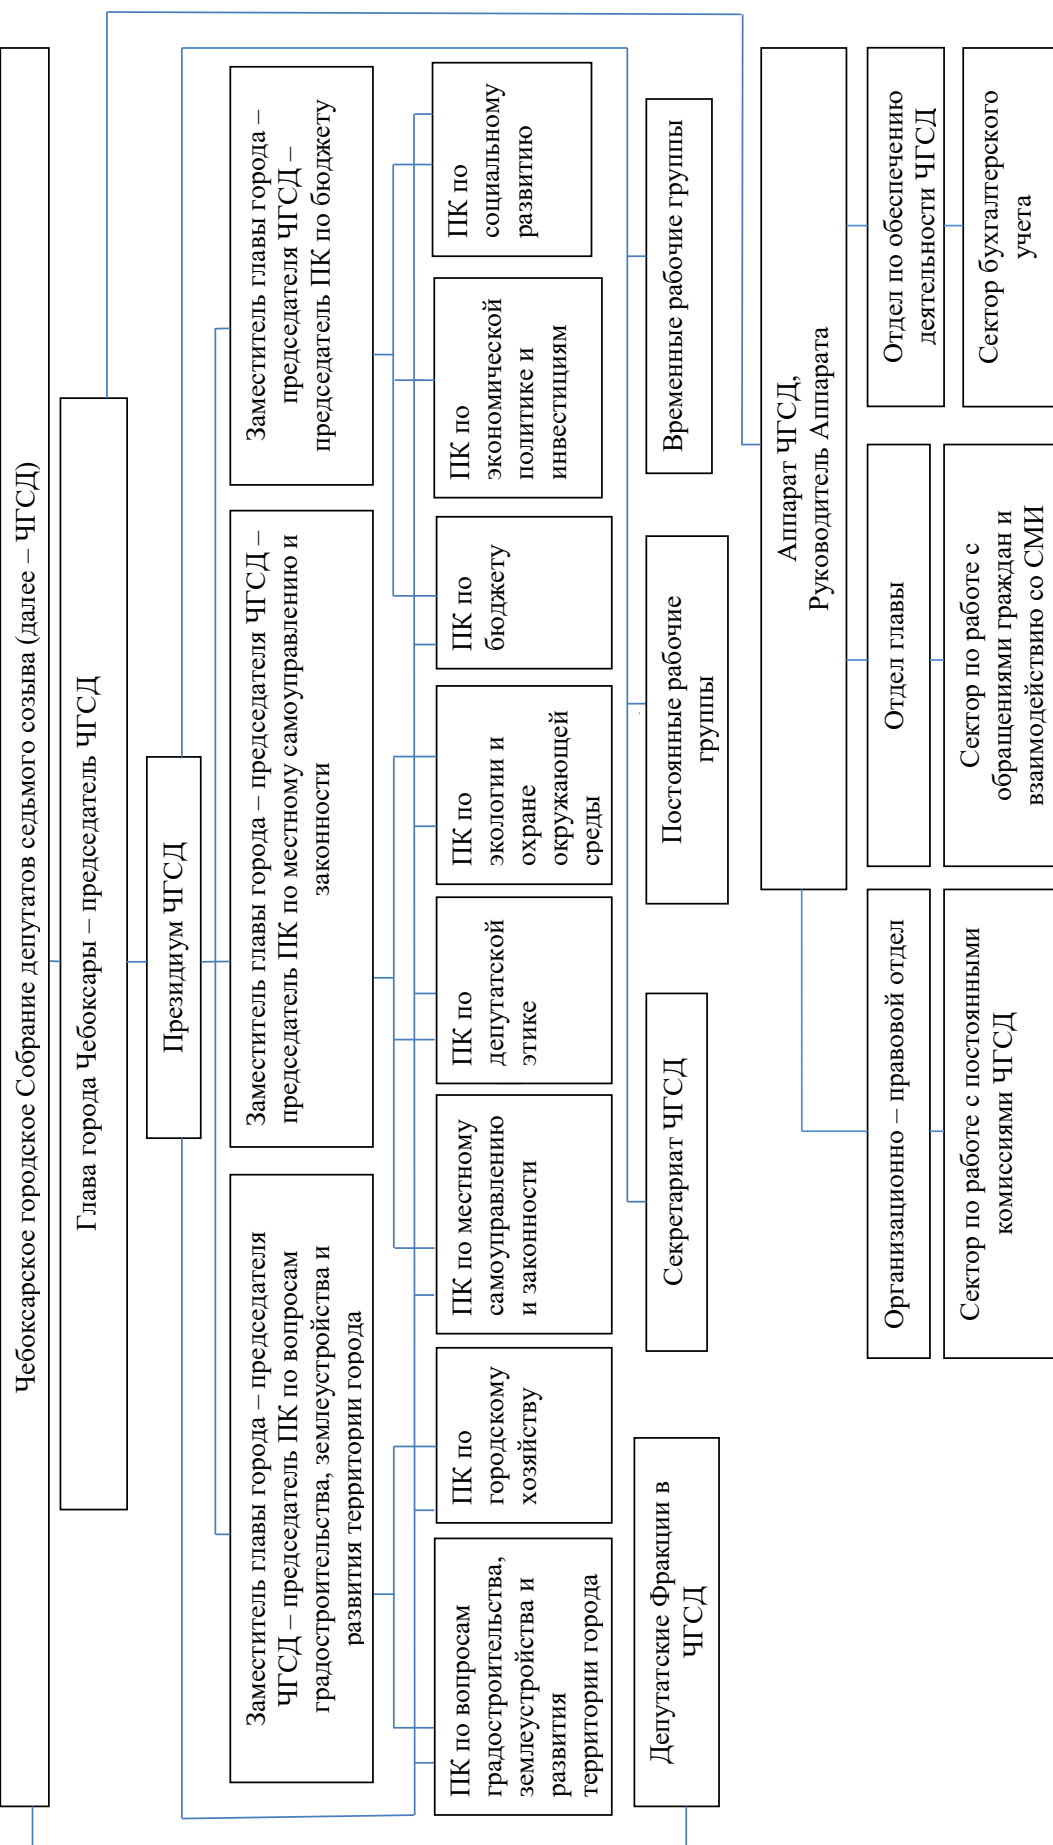 Чебоксарское городское Собрание депутатов седьмого созыва (далее – ЧГСД)
Глава города Чебоксары – председатель ЧГСД
Президиум ЧГСД
Заместитель главы города – председателя
ЧГСД – председатель ПК по вопросам
градостроительства, землеустройства и
развития территории города
Заместитель главы города – председателя ЧГСД –
председатель ПК по местному самоуправлению и
законности
Заместитель главы города –
председателя ЧГСД –
председатель ПК по бюджету
ПК по вопросам
градостроительства,
землеустройства и
развития
территории города
ПК по
городскому
хозяйству
ПК по местному
самоуправлению
и законности
ПК по
депутатской
этике
ПК по
экологии и
охране
окружающей
среды
ПК по
бюджету
ПК по
экономической
политике и
инвестициям
ПК по
социальному
развитию
Депутатские Фракции в
ЧГСД
Секретариат ЧГСД
Постоянные рабочие
группы
Временные рабочие группы
Аппарат ЧГСД,
Руководитель Аппарата
Организационно – правовой отдел
Отдел главы
Отдел по обеспечению
деятельности ЧГСД
Сектор по работе с постоянными
комиссиями ЧГСД
Сектор по работе с
обращениями граждан и
взаимодействию со СМИ
Сектор бухгалтерского
учета